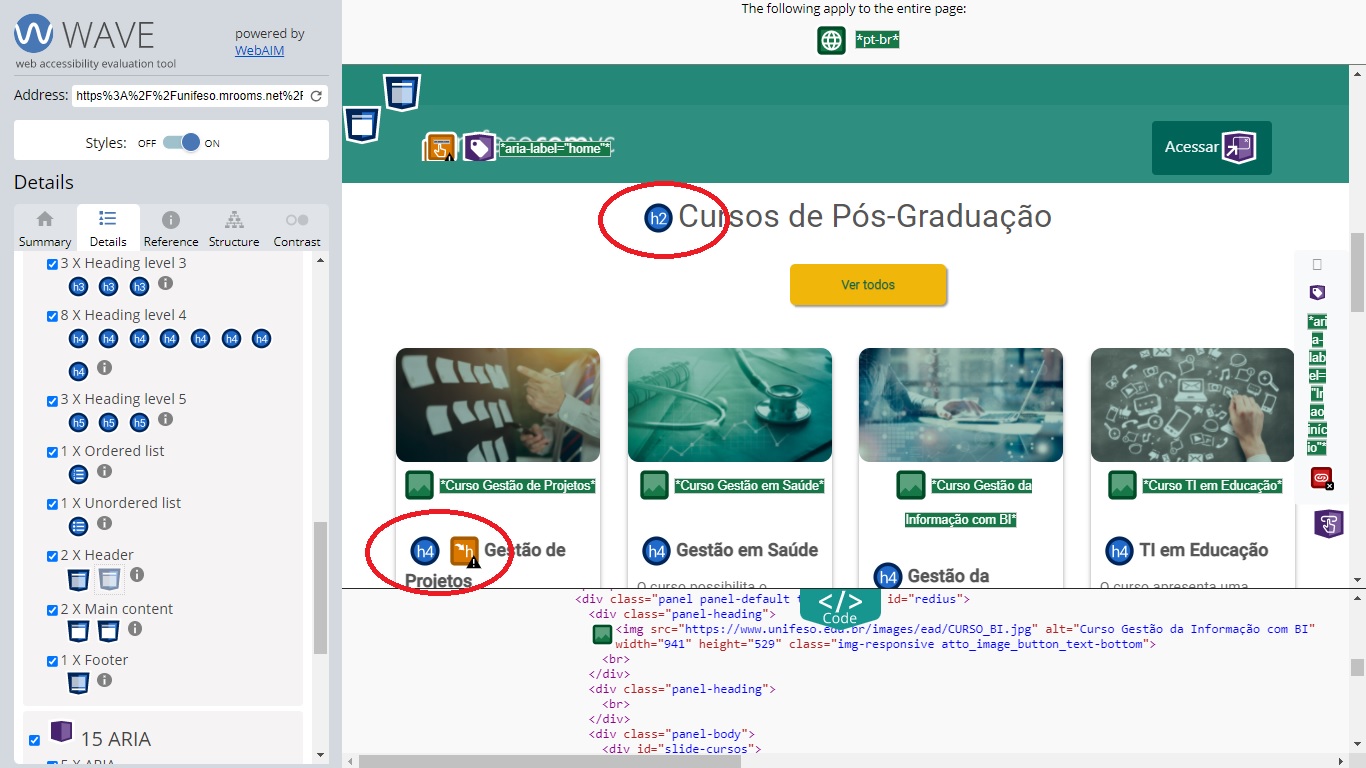 WAVE
powered by
WebAIM
web accessibility evaluation tool
Address: https%3A%2F%2Funifeso.mrooms.net%2F
Styles: OFF ON
Details
Summary Details Reference Structure Contrast
3 X Heading level 3
h3 h3 h3
8 X Heading level 4
h4 h4 h4 h4 h4 h4 h4
h4
3 X Heading level 5
h5 h5 h5
1 X Ordered list
1 X Unordered list
2 X Header
2 X Main content
1 X Footer
15 ARIA
The following apply to the entire page:
*pt-br*
*aria-label="home"*
Acessar
h2 Cursos de Pós-Graduação
Ver todos
*Curso Gestão de Projetos*
h4 h Gestão de
Projetos
*Curso Gestão em Saúde*
h4 Gestão em Saúde
O curso possibilita o
*Curso Gestão da
Informação com BI*
h4 Gestão da
*Curso TI em Educação*
h4 TI em Educação
O curso apresenta uma
*ari
a-
lab
el=
"Ir
ao
iníc
io"*
</>
Code
<div class="panel panel-default id="redius">
<div class="panel-heading">
<img src="https://www.unifeso.edu.br/images/ead/CURSO_BI.jpg" alt="Curso Gestão da Informação com BI"
width="941" height="529" class="img-responsive atto_image_button_text-bottom">
<br>
</div>
<div class="panel-heading">
<br>
</div>
<div class="panel-body">
<div id="slide-cursos">